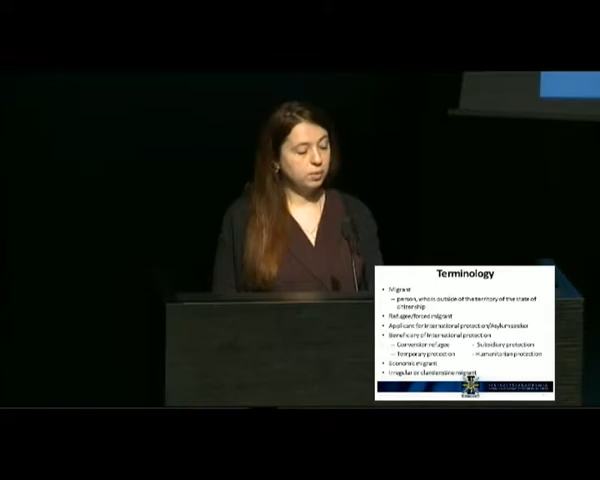 Terminology
• Migrant
– person, who is outside of the territory of the state of
citizenship
• Refugee/forced migrant
• Applicant for international protection/Asylum seeker
• Beneficiary of international protection
– Convention refugee - Subsidiary protection
– Temporary protection - Humanitarian protection
• Economic migrant
• Irregular or clandenstine migrant